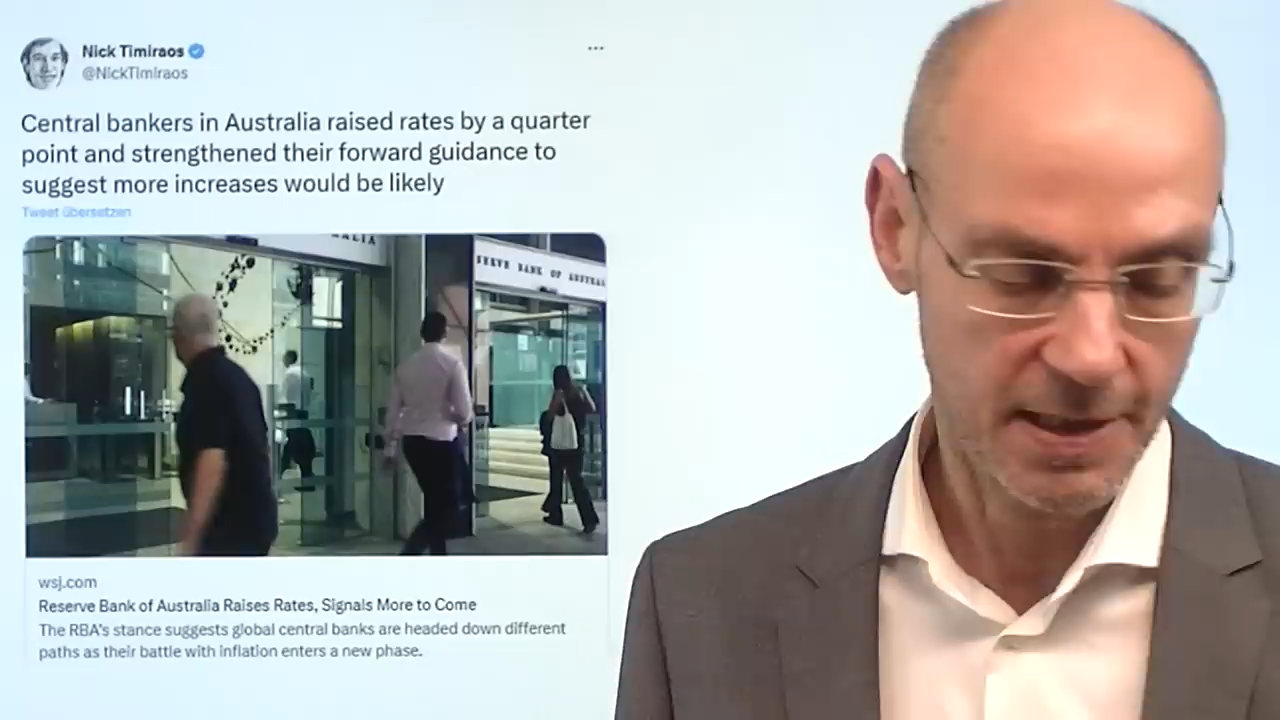 Nick Timiraos
@NickTimiraos
Central bankers in Australia raised rates by a quarter
point and strengthened their forward guidance to
suggest more increases would be likely
Tweet übersetzen
RALIA
SERVE BANK OF AUSTRAL
wsj.com
Reserve Bank of Australia Raises Rates, Signals More to Come
The RBA's stance suggests global central banks are headed down different
paths as their battle with inflation enters a new phase.